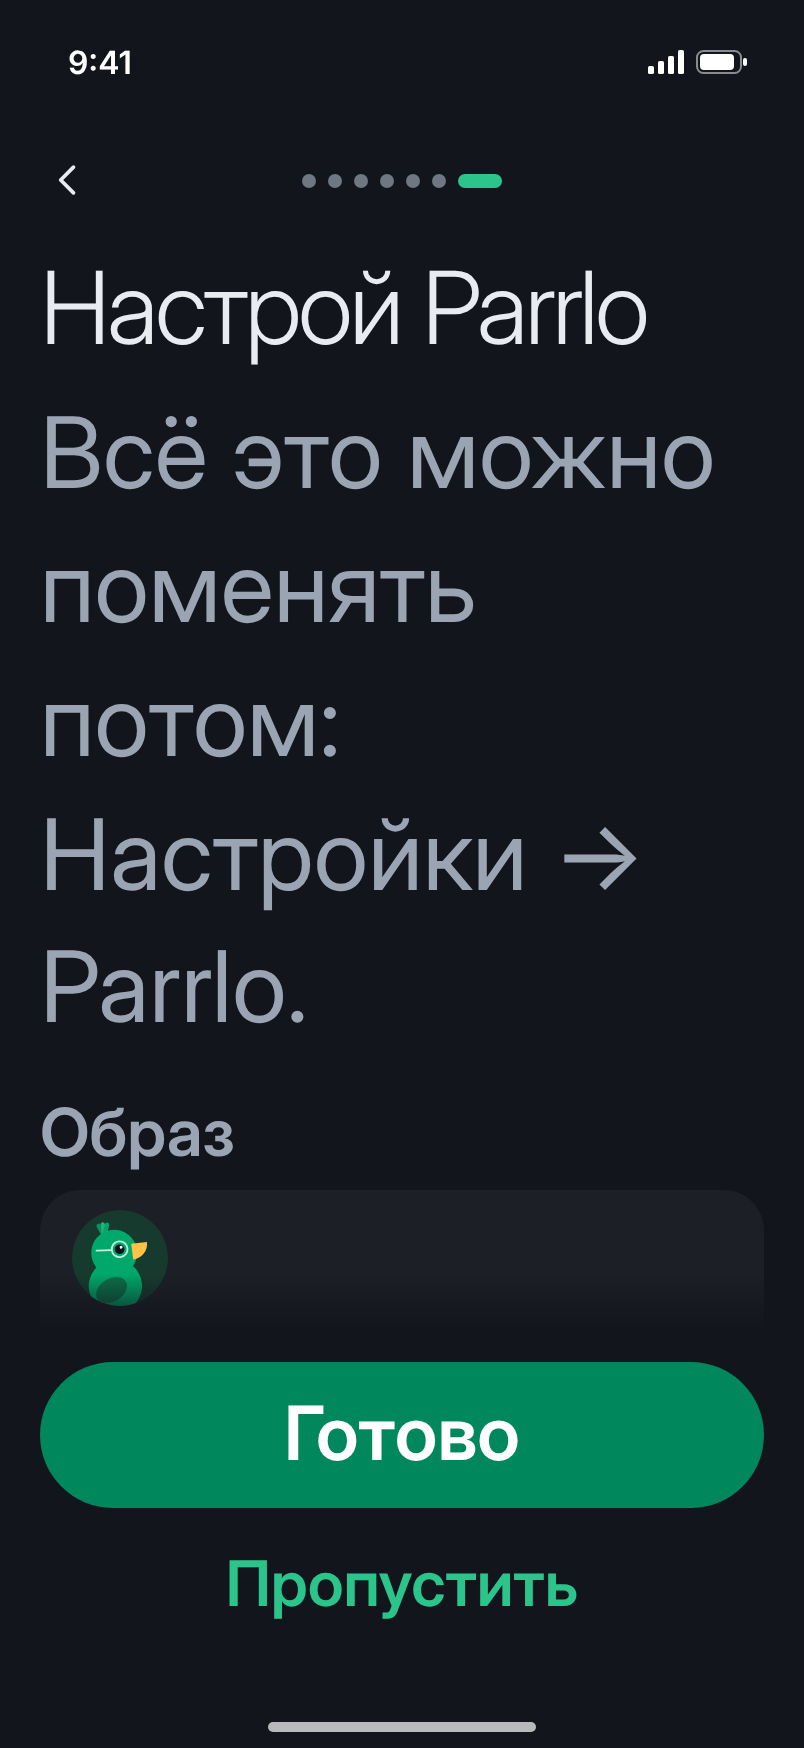 9:41
Настрой Parrlo
Всё это можно
поменять
потом:
Настройки →
Parrlo.
Образ
Готово
Пропустить